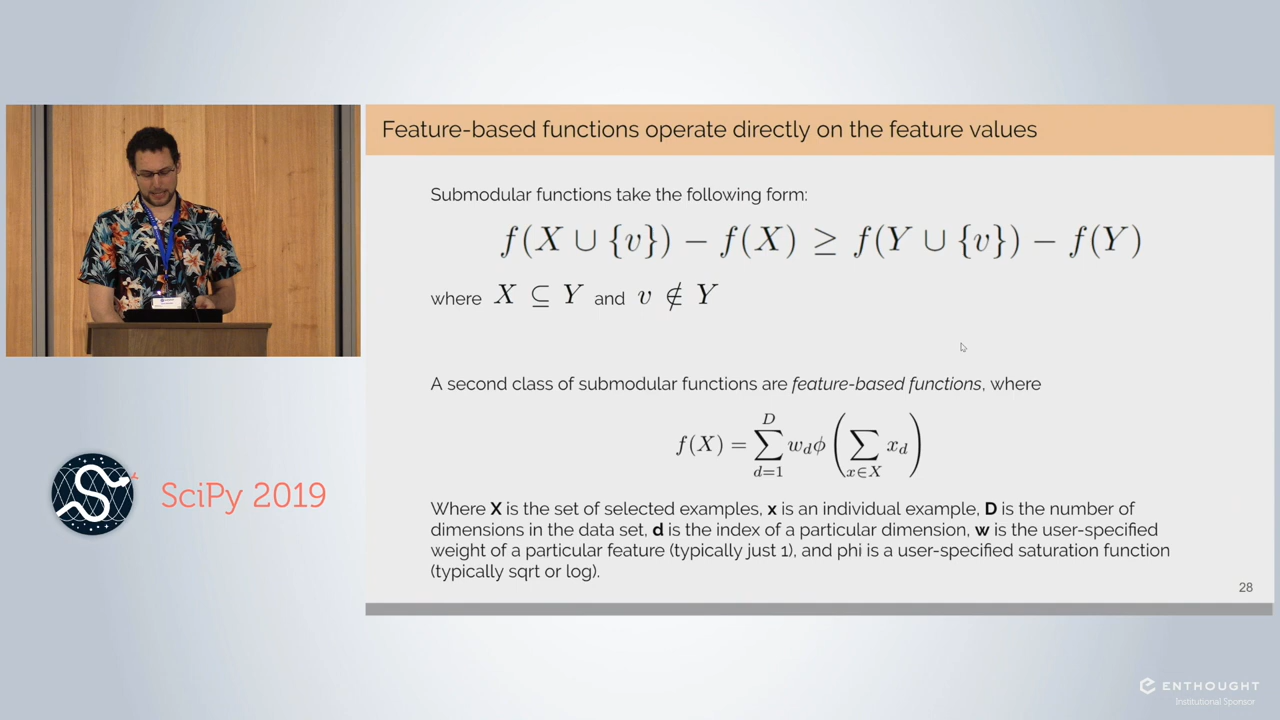 Feature-based functions operate directly on the feature values
Submodular functions take the following form:
f(X ∪ {v}) − f(X) ≥ f(Y ∪ {v}) − f(Y)
where X ⊆ Y and v ∉ Y
A second class of submodular functions are feature-based functions, where
f(X) = ∑_{d=1}^{D} w_d ϕ (∑_{x∈X} x_d)
Where X is the set of selected examples, x is an individual example, D is the number of
dimensions in the data set, d is the index of a particular dimension, w is the user-specified
weight of a particular feature (typically just 1), and phi is a user-specified saturation function
(typically sqrt or log).
28
SciPy 2019
ENTHOUGHT
Institutional Sponsor